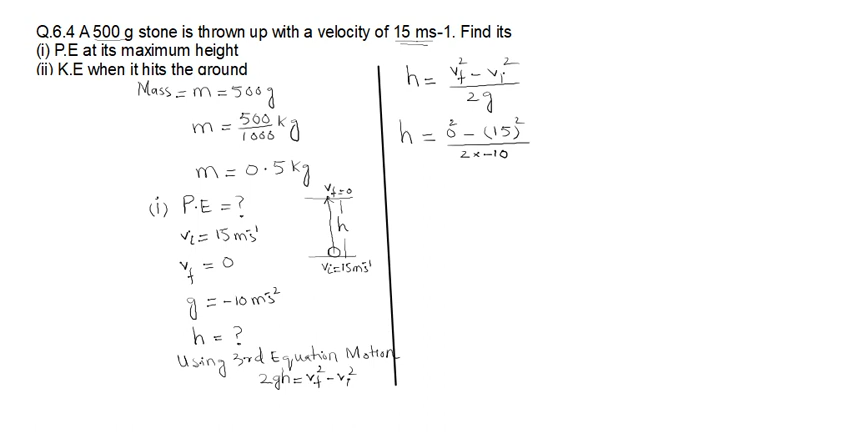 Q.6.4 A 500 g stone is thrown up with a velocity of 15 ms-1. Find its
(i) P.E at its maximum height
(ii) K.E when it hits the ground
Mass = m = 500g
m = 500/1000 kg
m = 0.5 kg
(i) P.E = ?
vi = 15 ms⁻¹
vf = 0
g = -10 ms⁻²
h = ?
Using 3rd Equation Motion
2gh = vf² - vi²
vf = 0
h
vi = 15ms⁻¹
h = vf² - vi² / 2g
h = 0² - (15)² / 2 x -10